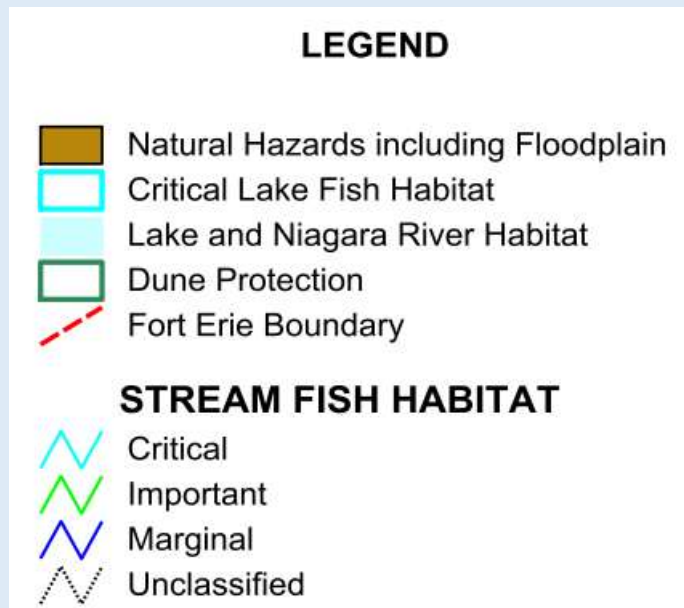 LEGEND
Natural Hazards including Floodplain
Critical Lake Fish Habitat
Lake and Niagara River Habitat
Dune Protection
Fort Erie Boundary
STREAM FISH HABITAT
Critical
Important
Marginal
Unclassified